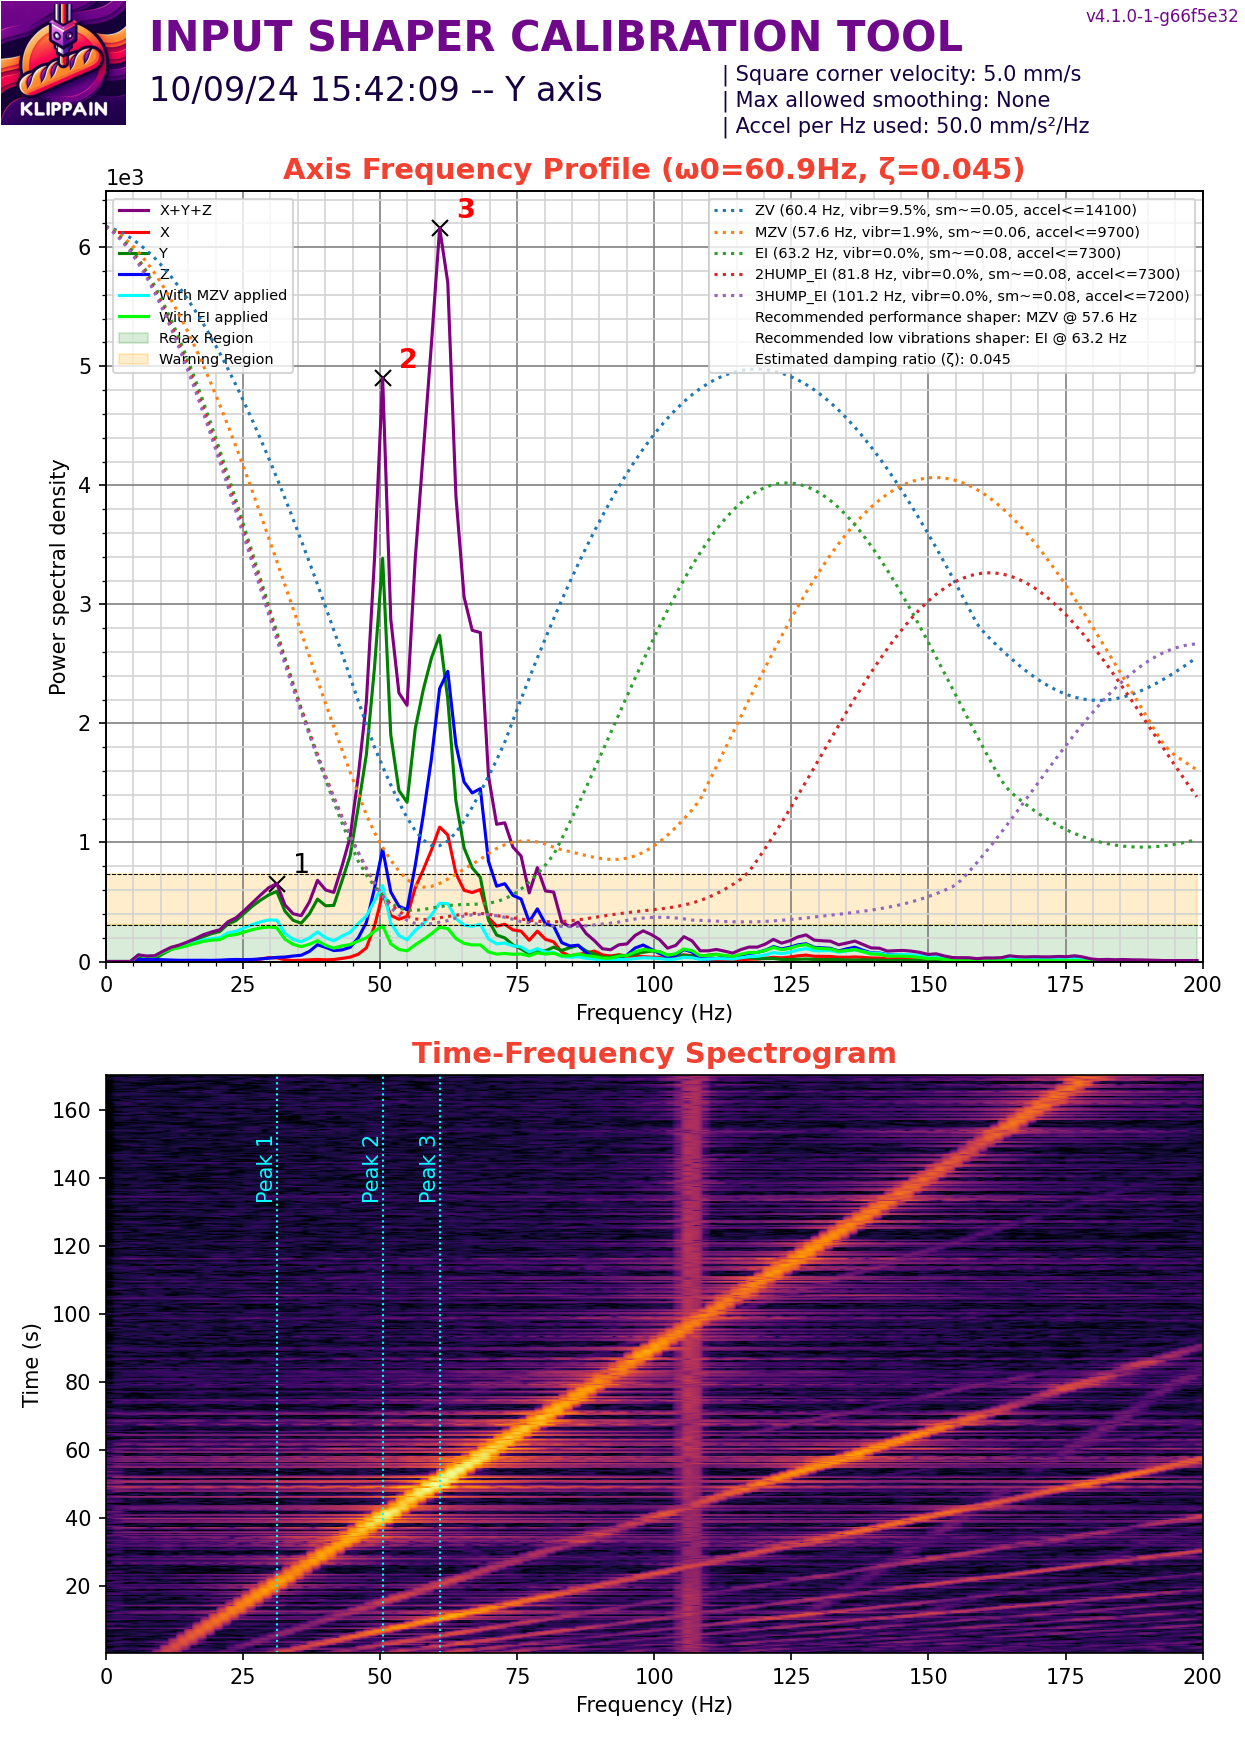 v4.1.0-1-g66f5e32
INPUT SHAPER CALIBRATION TOOL
10/09/24 15:42:09 -- Y axis
| Square corner velocity: 5.0 mm/s
| Max allowed smoothing: None
| Accel per Hz used: 50.0 mm/s²/Hz
KLIPPAIN
Axis Frequency Profile (ω0=60.9Hz, ζ=0.045)
1e3
X+Y+Z
X
Y
Z
With MZV applied
With EI applied
Relax Region
Warning Region
ZV (60.4 Hz, vibr=9.5%, sm~=0.05, accel<=14100)
MZV (57.6 Hz, vibr=1.9%, sm~=0.06, accel<=9700)
EI (63.2 Hz, vibr=0.0%, sm~=0.08, accel<=7300)
2HUMP_EI (81.8 Hz, vibr=0.0%, sm~=0.08, accel<=7300)
3HUMP_EI (101.2 Hz, vibr=0.0%, sm~=0.08, accel<=7200)
Recommended performance shaper: MZV @ 57.6 Hz
Recommended low vibrations shaper: EI @ 63.2 Hz
Estimated damping ratio (ζ): 0.045
3
2
1
6
5
4
3
2
1
0
Power spectral density
0 25 50 75 100 125 150 175 200
Frequency (Hz)
Time-Frequency Spectrogram
Peak 1
Peak 2
Peak 3
160
140
120
100
80
60
40
20
Time (s)
0 25 50 75 100 125 150 175 200
Frequency (Hz)